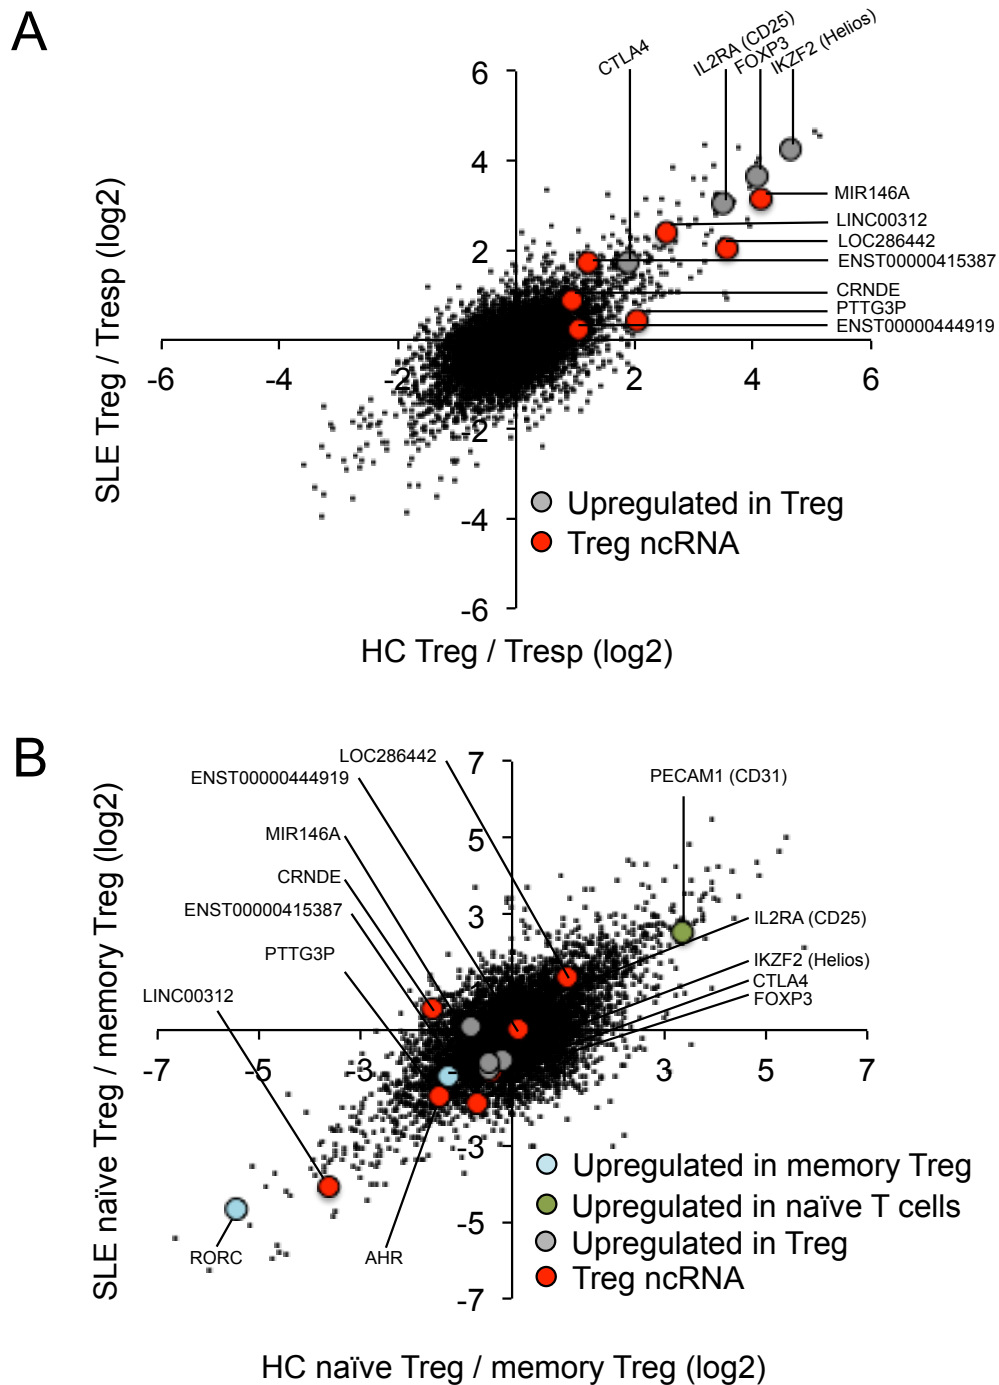 A
CTLA4
IL2RA (CD25)
FOXP3
IKZF2 (Helios)
6
4
2
-2
-4
-6
-6
-4
-2
2
4
6
MIR146A
LINC00312
LOC286442
ENST00000415387
CRNDE
PTTG3P
ENST00000444919
SLE Treg / Tresp (log2)
Upregulated in Treg
Treg ncRNA
HC Treg / Tresp (log2)
B
LOC286442
ENST00000444919
MIR146A
CRNDE
ENST00000415387
PTTG3P
LINC00312
PECAM1 (CD31)
IL2RA (CD25)
IKZF2 (Helios)
CTLA4
FOXP3
7
5
3
-3
-5
-7
-7
-5
-3
3
5
7
RORC
AHR
SLE naïve Treg / memory Treg (log2)
Upregulated in memory Treg
Upregulated in naïve T cells
Upregulated in Treg
Treg ncRNA
HC naïve Treg / memory Treg (log2)